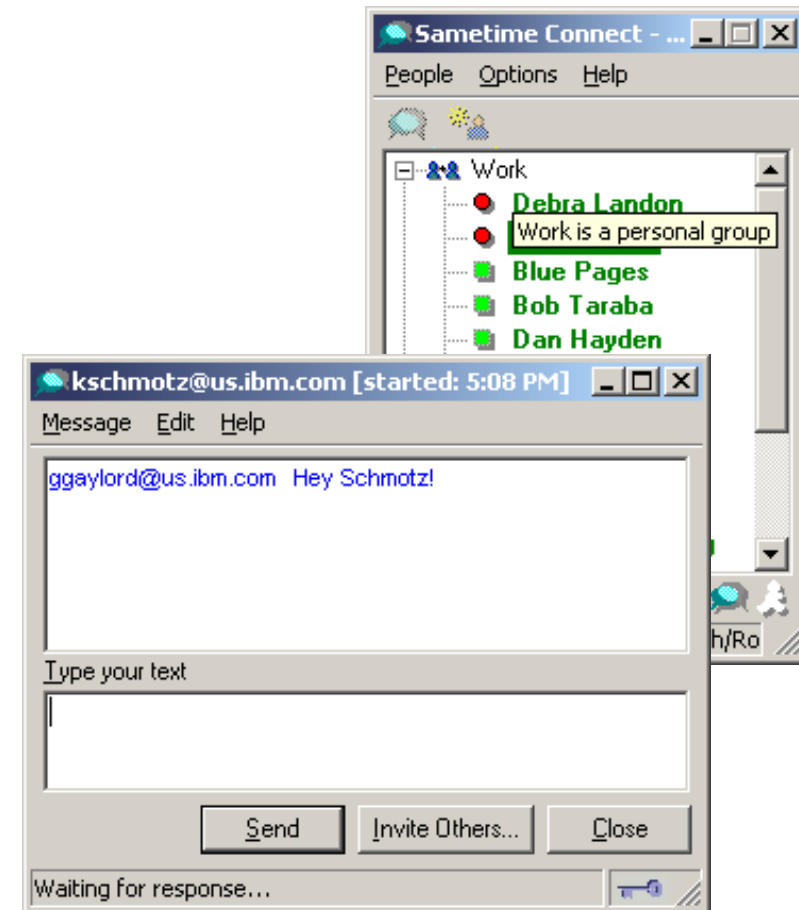 Sametime Connect - ...
People Options Help
Work
Debra Landon
Work is a personal group
Blue Pages
Bob Taraba
Dan Hayden
kschmotz@us.ibm.com [started: 5:08 PM]
Message Edit Help
ggaylord@us.ibm.com Hey Schmotz!
h/Ro
Type your text
Send Invite Others... Close
Waiting for response...